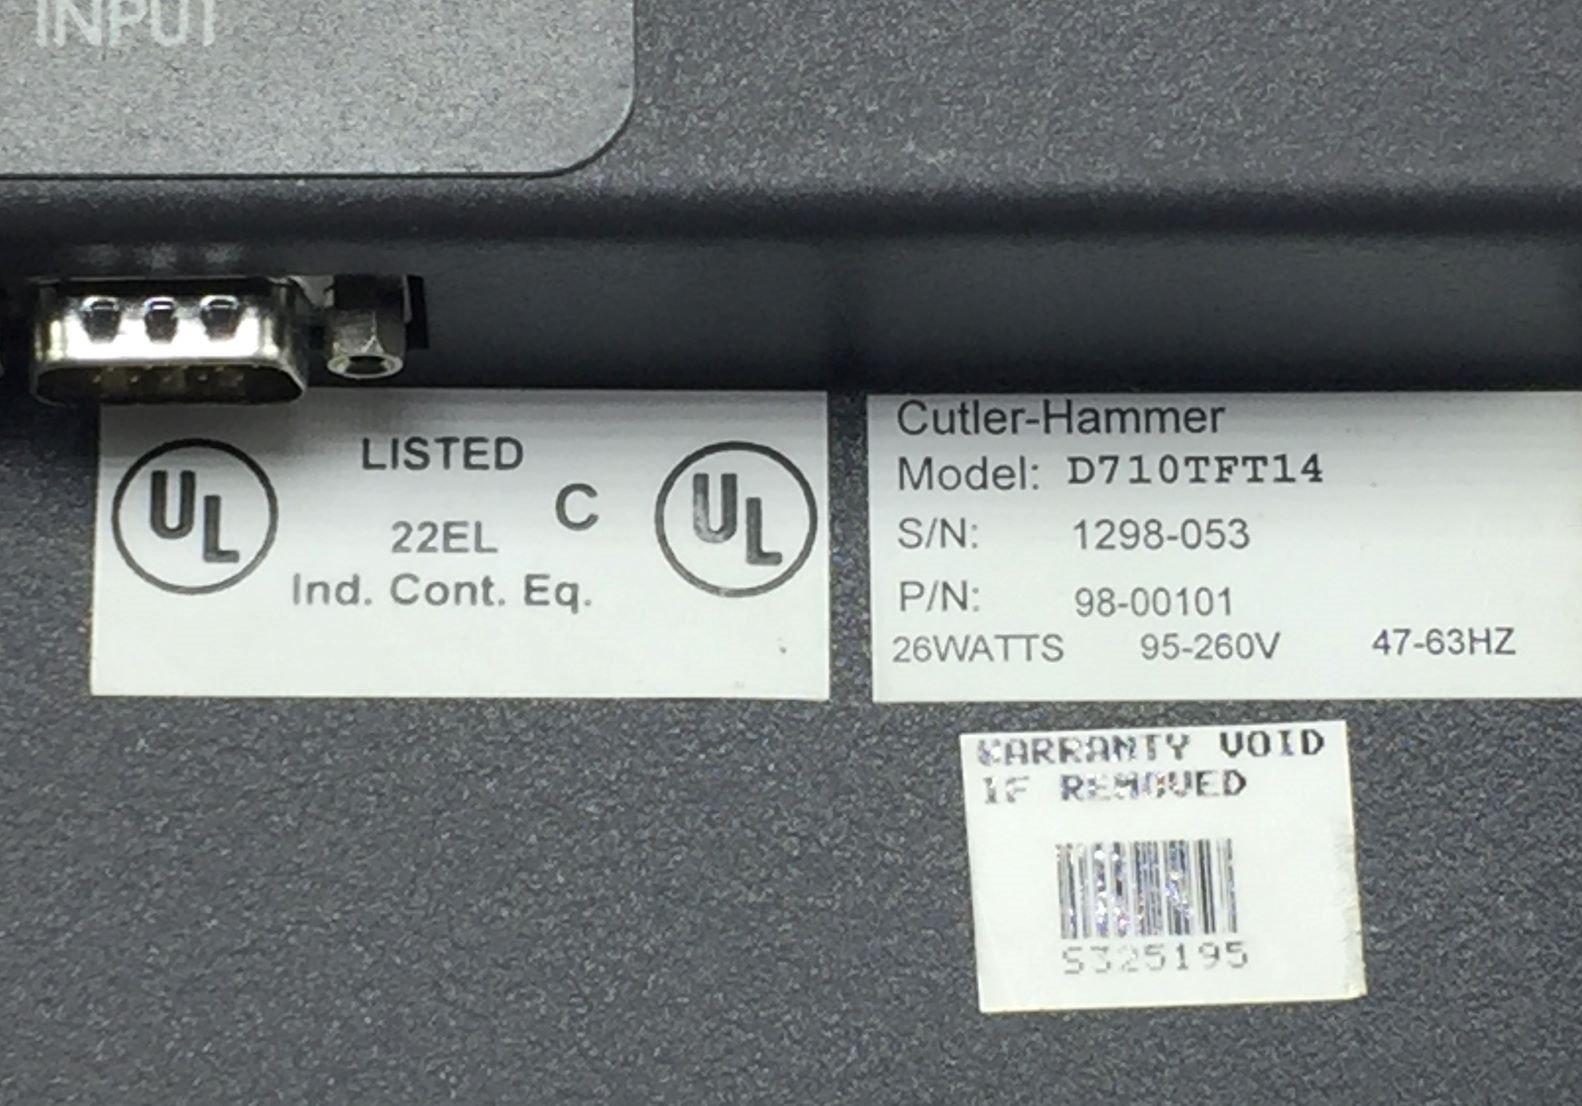 INPUT
UL
LISTED
22EL
C
UL
Ind. Cont. Eq.
Cutler-Hammer
Model: D710TFT14
S/N: 1298-053
P/N: 98-00101
26WATTS 95-260V 47-63HZ
WARRANTY VOID
IF REMOVED
S325195